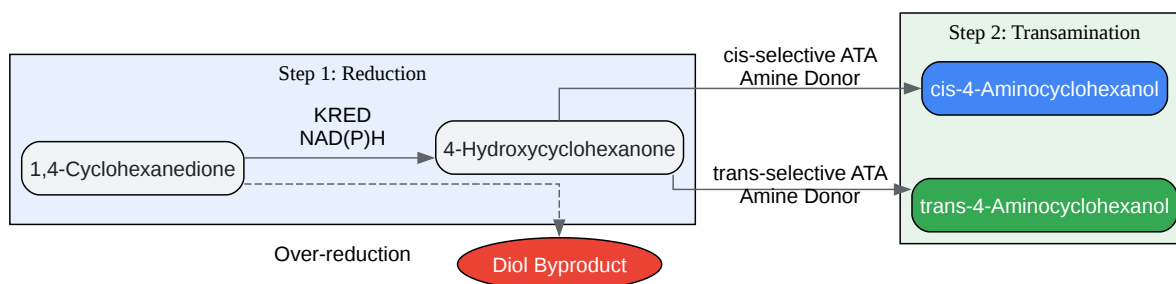 Step 1: Reduction
1,4-Cyclohexanedione
KRED
NAD(P)H
4-Hydroxycyclohexanone
Over-reduction
Diol Byproduct
cis-selective ATA
Amine Donor
trans-selective ATA
Amine Donor
Step 2: Transamination
cis-4-Aminocyclohexanol
trans-4-Aminocyclohexanol